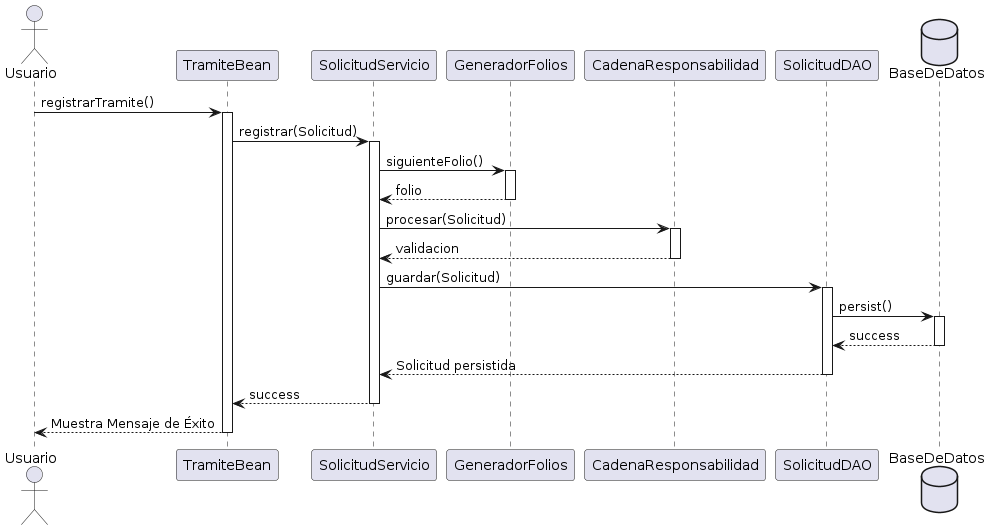 Usuario
TramiteBean
SolicitudServicio
GeneradorFolios
CadenaResponsabilidad
SolicitudDAO
BaseDeDatos
registrarTramite()
registrar(Solicitud)
siguienteFolio()
folio
procesar(Solicitud)
validacion
guardar(Solicitud)
persist()
success
Solicitud persistida
success
Muestra Mensaje de Éxito
Usuario
TramiteBean
SolicitudServicio
GeneradorFolios
CadenaResponsabilidad
SolicitudDAO
BaseDeDatos